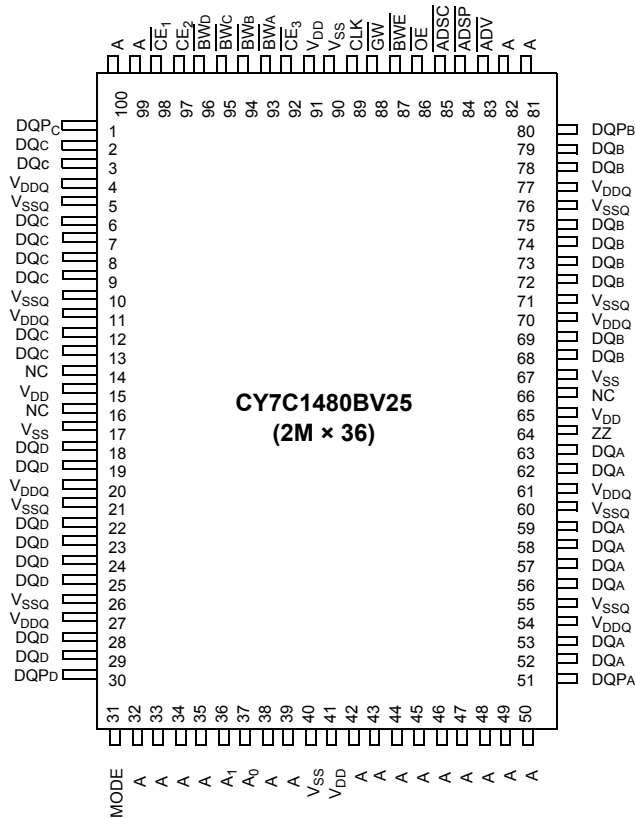 A A CE1 CE2 BWD BWC BWB BWA CE3 VDD VSS CLK GW BWE OE ADSC ADSP ADV A A
100 99 98 97 96 95 94 93 92 91 90 89 88 87 86 85 84 83 82 81
DQPC 1 80 DQPB
DQC 2 79 DQB
DQc 3 78 DQB
VDDQ 4 77 VDDQ
VSSQ 5 76 VSSQ
DQC 6 75 DQB
DQC 7 74 DQB
DQC 8 73 DQB
DQC 9 72 DQB
VSSQ 10 71 VSSQ
VDDQ 11 70 VDDQ
DQC 12 69 DQB
DQC 13 68 DQB
NC 14 67 VSS
VDD 15 66 NC
NC 16 65 VDD
VSS 17 64 ZZ
DQD 18 63 DQA
DQD 19 62 DQA
VDDQ 20 61 VDDQ
VSSQ 21 60 VSSQ
DQD 22 59 DQA
DQD 23 58 DQA
DQD 24 57 DQA
DQD 25 56 DQA
VSSQ 26 55 VSSQ
VDDQ 27 54 VDDQ
DQD 28 53 DQA
DQD 29 52 DQA
DQPD 30 51 DQPA
CY7C1480BV25
(2M × 36)
31 32 33 34 35 36 37 38 39 40 41 42 43 44 45 46 47 48 49 50
MODE A A A A A1 A0 A A VSS VDD A A A A A A A A A